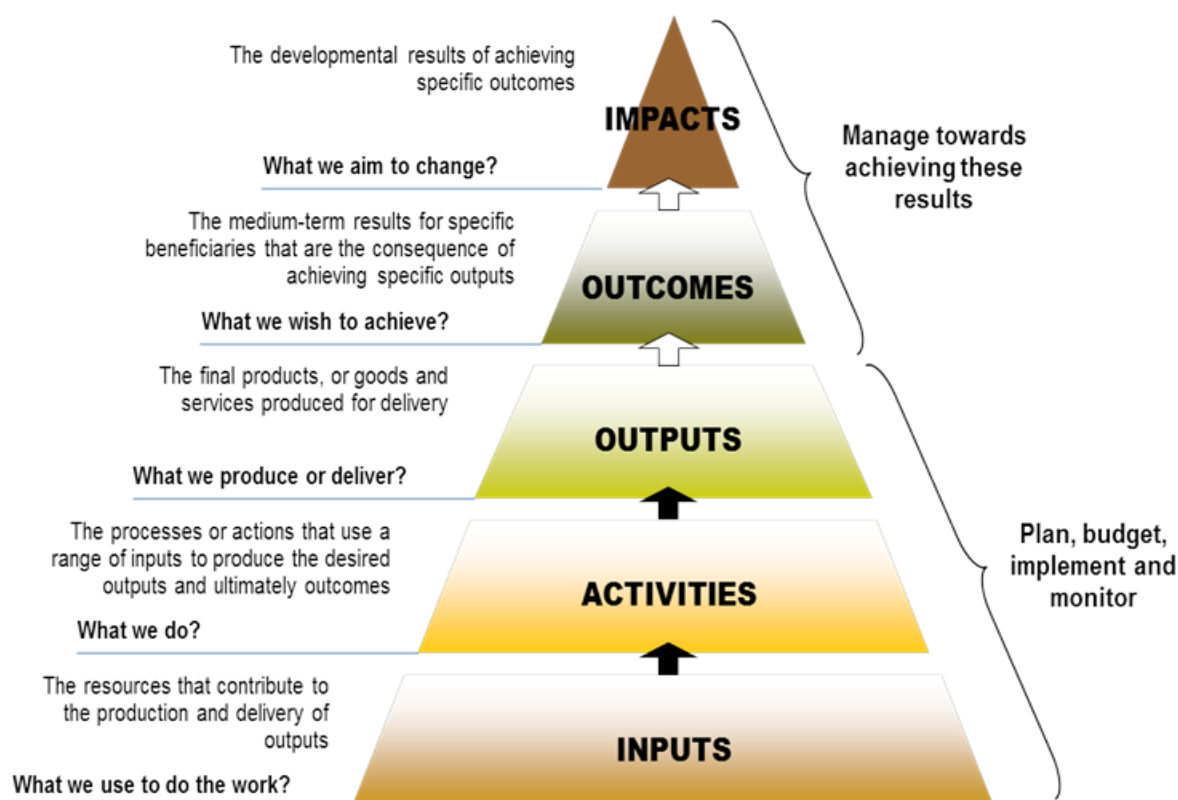 The developmental results of achieving
specific outcomes
IMPACTS
What we aim to change?
Manage towards
achieving these
results
The medium-term results for specific
beneficiaries that are the consequence of
achieving specific outputs
OUTCOMES
What we wish to achieve?
The final products, or goods and
services produced for delivery
OUTPUTS
What we produce or deliver?
The processes or actions that use a
range of inputs to produce the desired
outputs and ultimately outcomes
ACTIVITIES
What we do?
Plan, budget,
implement and
monitor
The resources that contribute to
the production and delivery of
outputs
INPUTS
What we use to do the work?